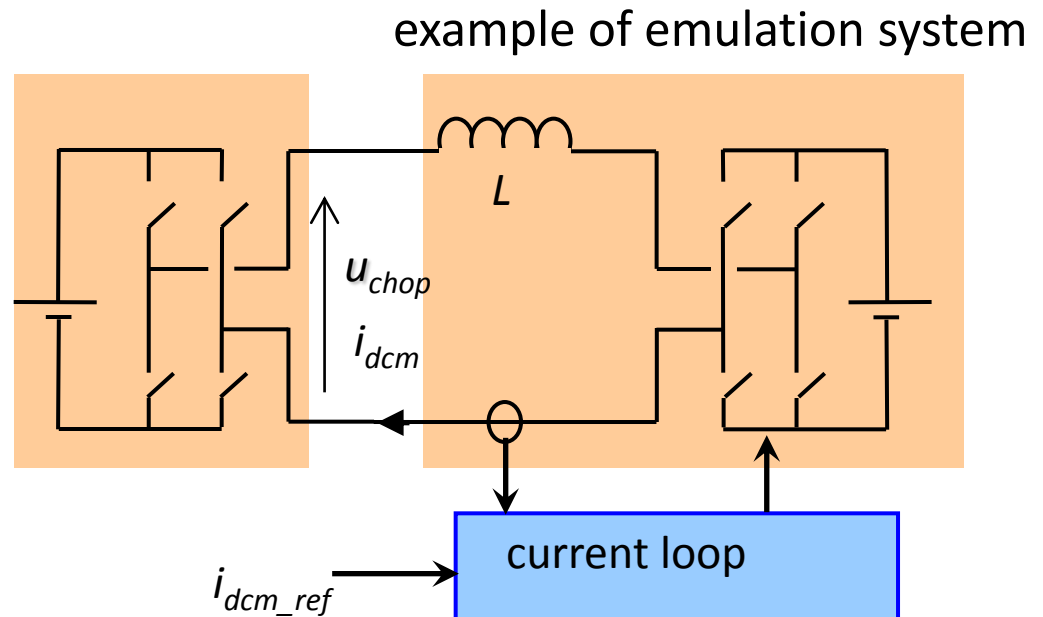 example of emulation system
L
u_chop
i_dcm
current loop
i_dcm_ref